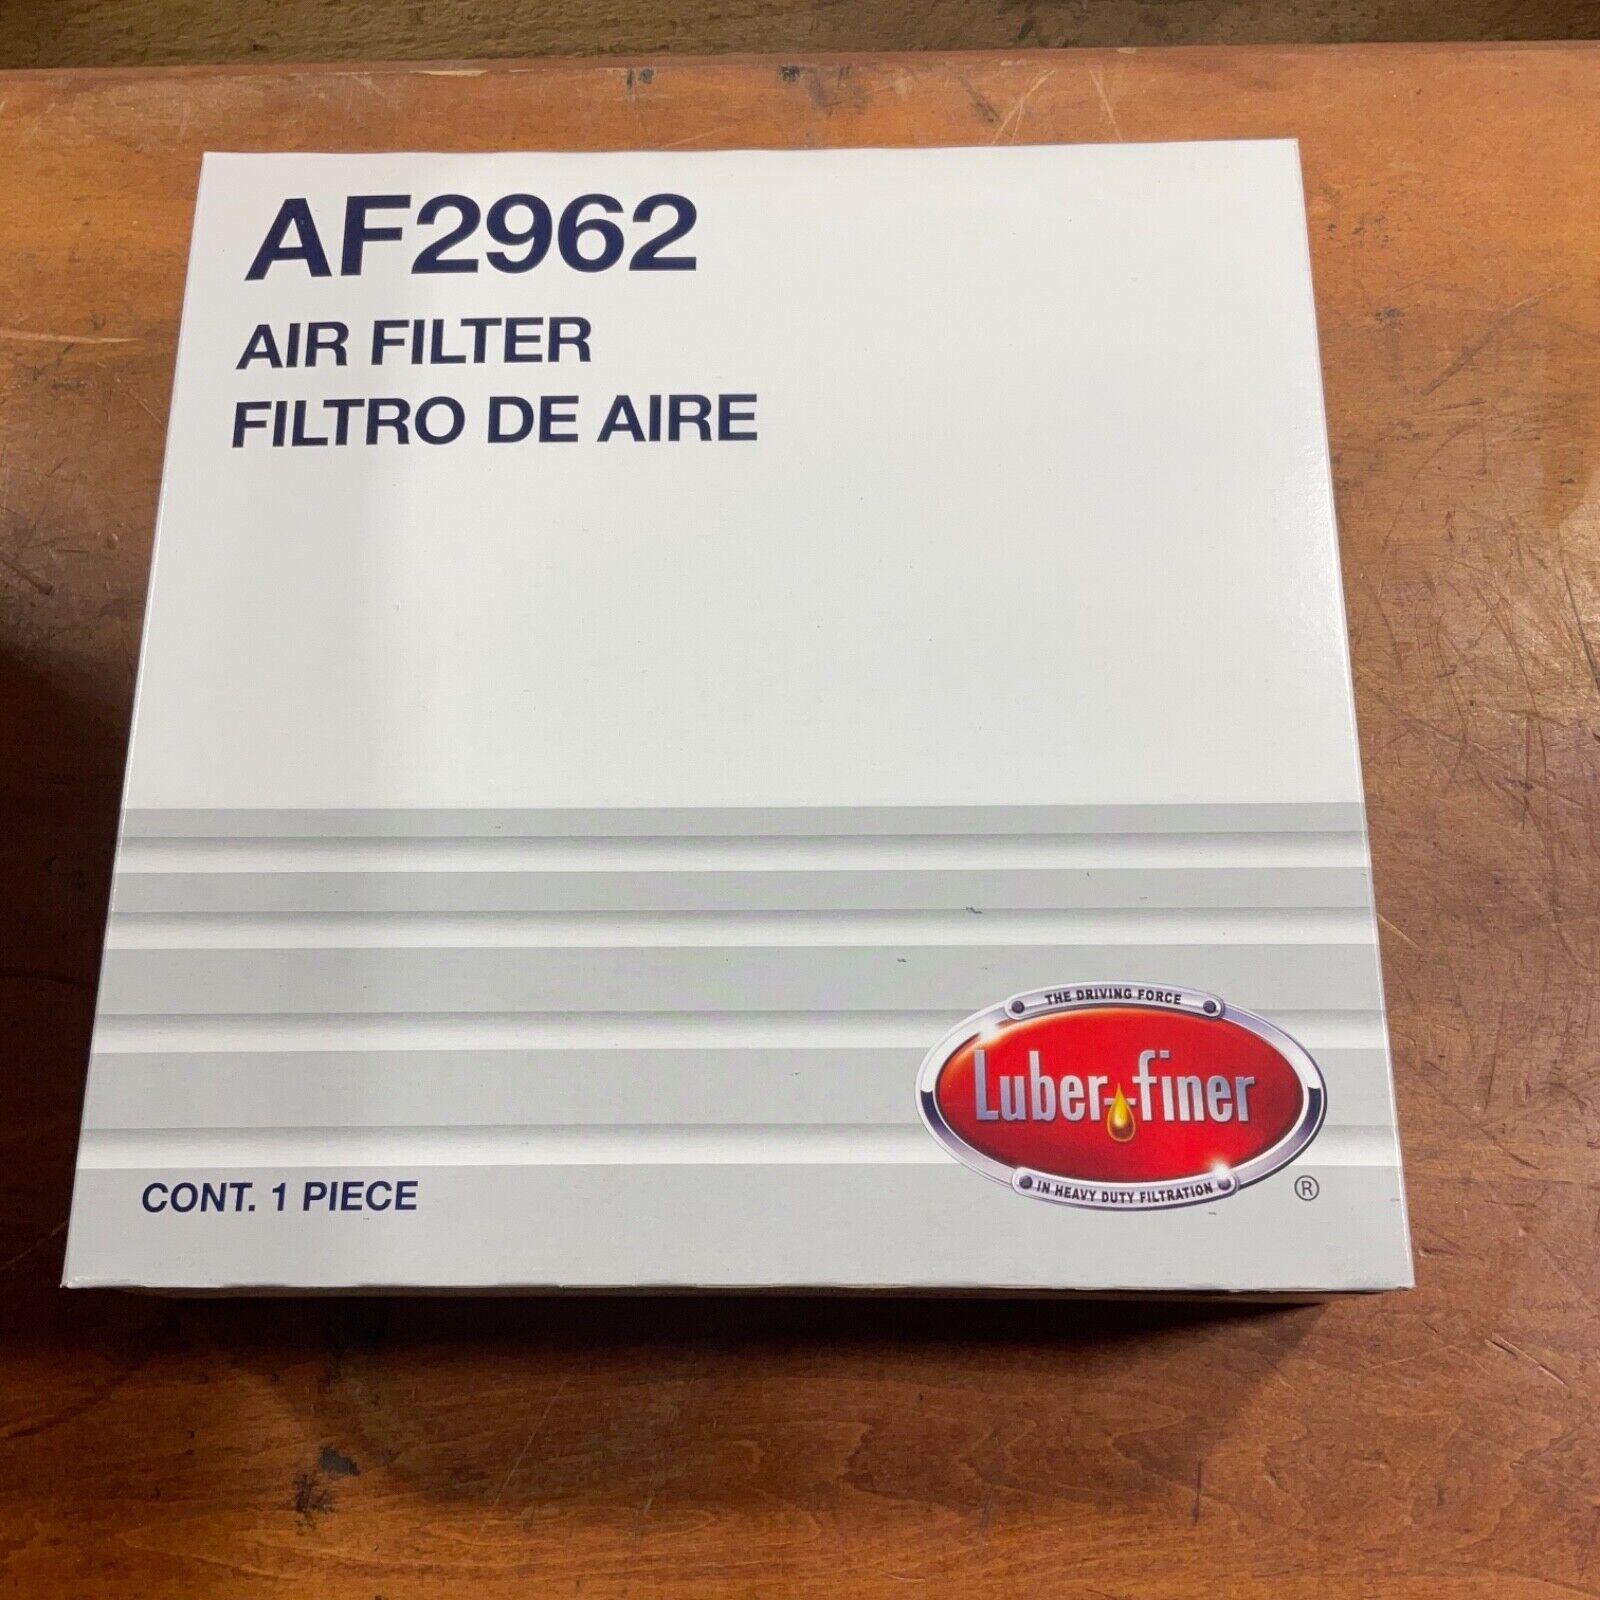 AF2962
AIR FILTER
FILTRO DE AIRE
THE DRIVING FORCE
Luber-finer
IN HEAVY DUTY FILTRATION
®
CONT. 1 PIECE